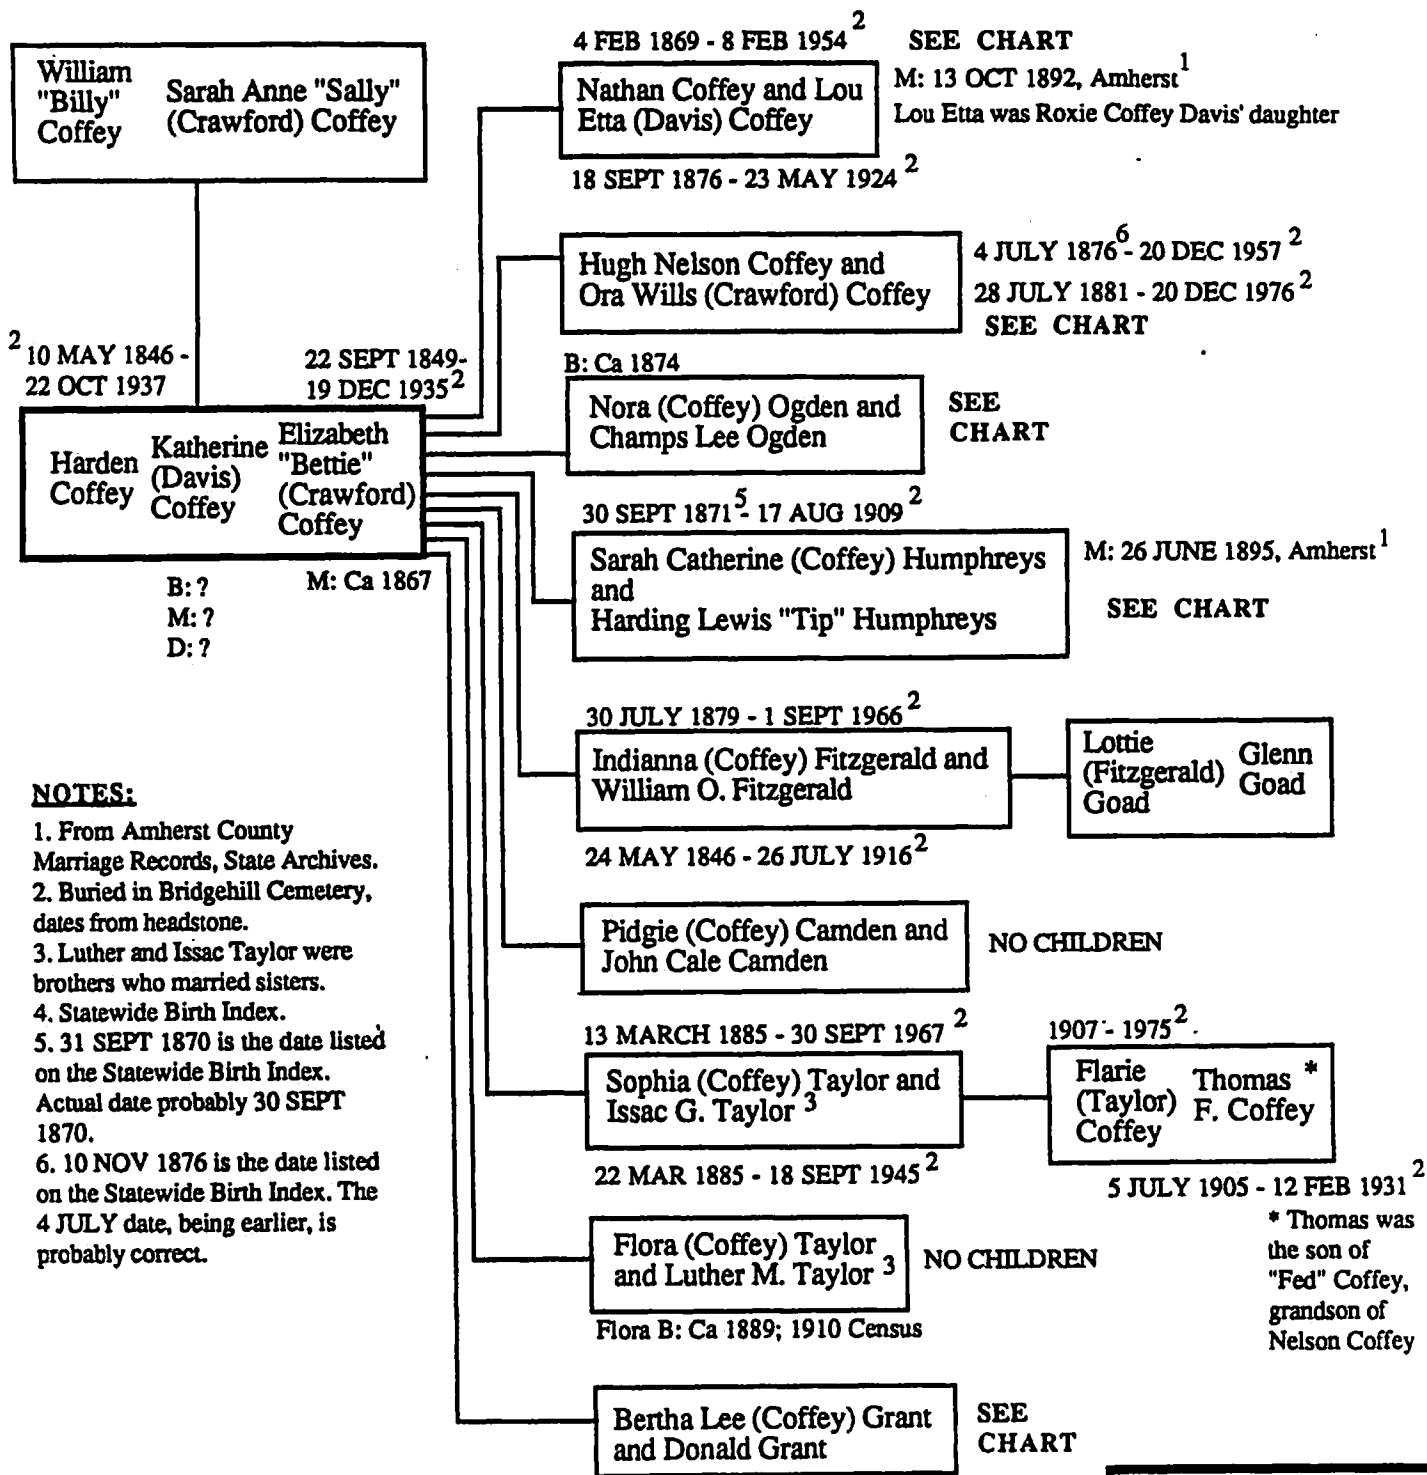 William
"Billy"
Coffey
Sarah Anne "Sally"
(Crawford) Coffey
4 FEB 1869 - 8 FEB 1954 2
SEE CHART
Nathan Coffey and Lou
Etta (Davis) Coffey
M: 13 OCT 1892, Amherst 1
Lou Etta was Roxie Coffey Davis' daughter
18 SEPT 1876 - 23 MAY 1924 2
Hugh Nelson Coffey and
Ora Wills (Crawford) Coffey
4 JULY 1876 6 - 20 DEC 1957 2
28 JULY 1881 - 20 DEC 1976 2
SEE CHART
2 10 MAY 1846 -
22 OCT 1937
22 SEPT 1849-
19 DEC 1935 2
Harden
Coffey
Katherine
(Davis)
Coffey
Elizabeth
"Bettie"
(Crawford)
Coffey
B: ?
M: ?
D: ?
M: Ca 1867
B: Ca 1874
Nora (Coffey) Ogden and
Champs Lee Ogden
SEE
CHART
30 SEPT 1871 5 - 17 AUG 1909 2
Sarah Catherine (Coffey) Humphreys
and
Harding Lewis "Tip" Humphreys
M: 26 JUNE 1895, Amherst 1
SEE CHART
30 JULY 1879 - 1 SEPT 1966 2
Indianna (Coffey) Fitzgerald and
William O. Fitzgerald
24 MAY 1846 - 26 JULY 1916 2
Lottie
(Fitzgerald)
Goad
Glenn
Goad
Pidgie (Coffey) Camden and
John Cale Camden
NO CHILDREN
13 MARCH 1885 - 30 SEPT 1967 2
Sophia (Coffey) Taylor and
Issac G. Taylor 3
22 MAR 1885 - 18 SEPT 1945 2
1907 - 1975 2
Flarie
(Taylor)
Coffey
Thomas *
F. Coffey
5 JULY 1905 - 12 FEB 1931 2
* Thomas was
the son of
"Fed" Coffey,
grandson of
Nelson Coffey
Flora (Coffey) Taylor
and Luther M. Taylor 3
NO CHILDREN
Flora B: Ca 1889; 1910 Census
Bertha Lee (Coffey) Grant
and Donald Grant
SEE
CHART
NOTES:
1. From Amherst County
Marriage Records, State Archives.
2. Buried in Bridgehill Cemetery,
dates from headstone.
3. Luther and Issac Taylor were
brothers who married sisters.
4. Statewide Birth Index.
5. 31 SEPT 1870 is the date listed
on the Statewide Birth Index.
Actual date probably 30 SEPT
1870.
6. 10 NOV 1876 is the date listed
on the Statewide Birth Index. The
4 JULY date, being earlier, is
probably correct.